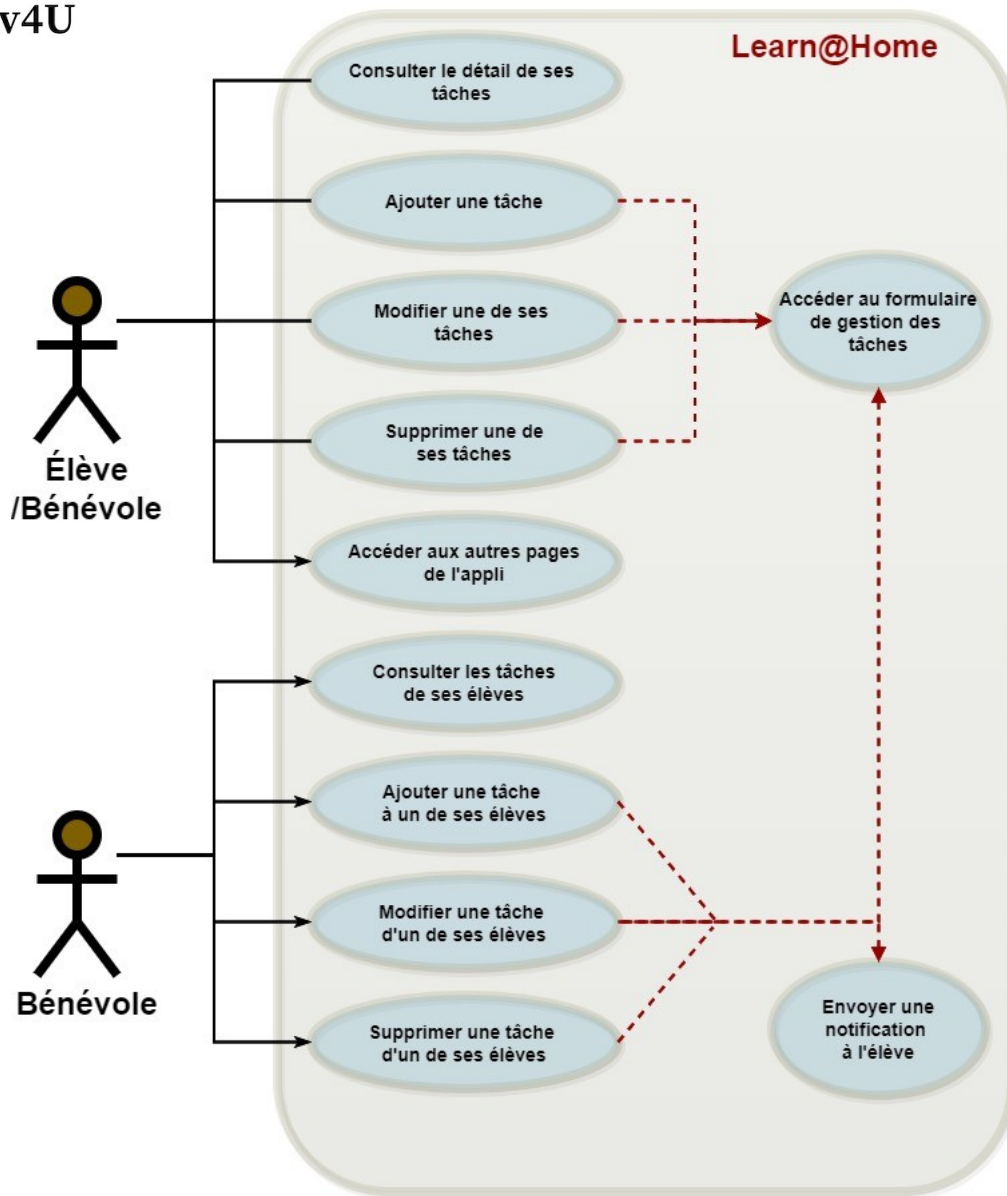 v4U
Learn@Home
Consulter le détail de ses
tâches
Ajouter une tâche
Modifier une de ses
tâches
Accéder au formulaire
de gestion des
tâches
Supprimer une de
ses tâches
Élève
/Bénévole
Accéder aux autres pages
de l'appli
Consulter les tâches
de ses élèves
Ajouter une tâche
à un de ses élèves
Modifier une tâche
d'un de ses élèves
Bénévole
Supprimer une tâche
d'un de ses élèves
Envoyer une
notification
à l'élève